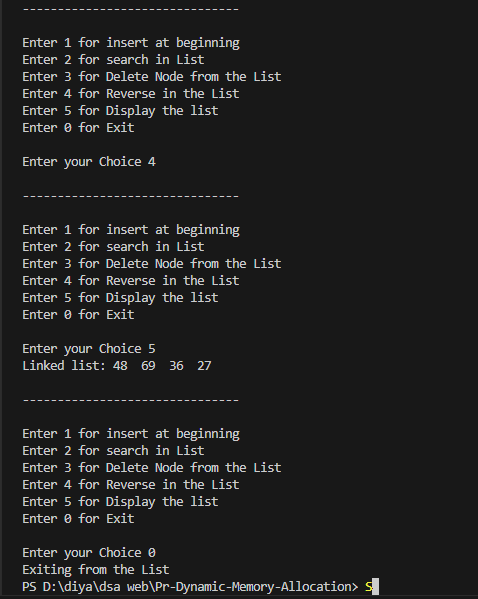 -------------------------------
Enter 1 for insert at beginning
Enter 2 for search in List
Enter 3 for Delete Node from the List
Enter 4 for Reverse in the List
Enter 5 for Display the list
Enter 0 for Exit
Enter your Choice 4
-------------------------------
Enter 1 for insert at beginning
Enter 2 for search in List
Enter 3 for Delete Node from the List
Enter 4 for Reverse in the List
Enter 5 for Display the list
Enter 0 for Exit
Enter your Choice 5
Linked list: 48  69  36  27
-------------------------------
Enter 1 for insert at beginning
Enter 2 for search in List
Enter 3 for Delete Node from the List
Enter 4 for Reverse in the List
Enter 5 for Display the list
Enter 0 for Exit
Enter your Choice 0
Exiting from the List
PS D:\diya\dsa web\Pr-Dynamic-Memory-Allocation> S